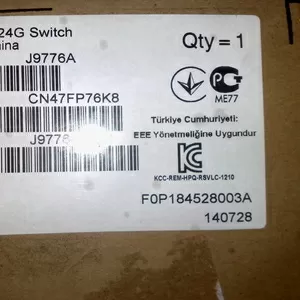 24G Switch
Qty = 1
hina
J9776A
ME77
CN47FP76K8
Türkiye Cumhuriyeti:
EEE Yönetmeliğine Uygundur
J9778
KCC-REM-HPQ-RSVLC-1210
F0P184528003A
140728